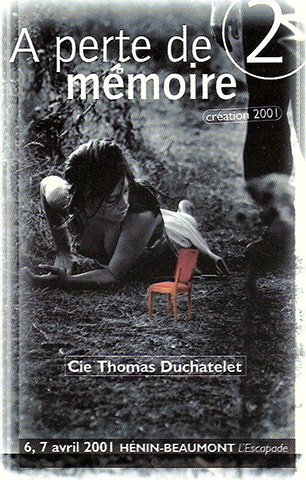 A perte de 2
mémoire
création 2001
Cie Thomas Duchatelet
6, 7 avril 2001 HÉNIN-BEAUMONT L'Escapade